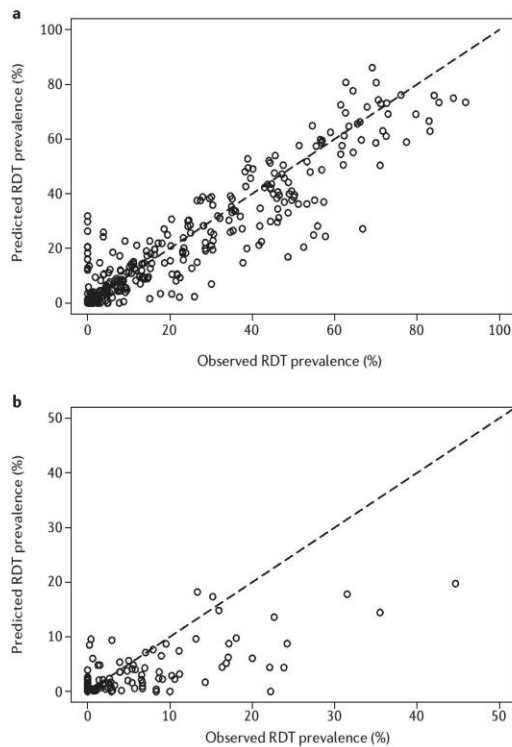 a
Predicted RDT prevalence (%)
100
80
60
40
20
0
0 20 40 60 80 100
Observed RDT prevalence (%)
b
Predicted RDT prevalence (%)
50
40
30
20
10
0
0 10 20 30 40 50
Observed RDT prevalence (%)